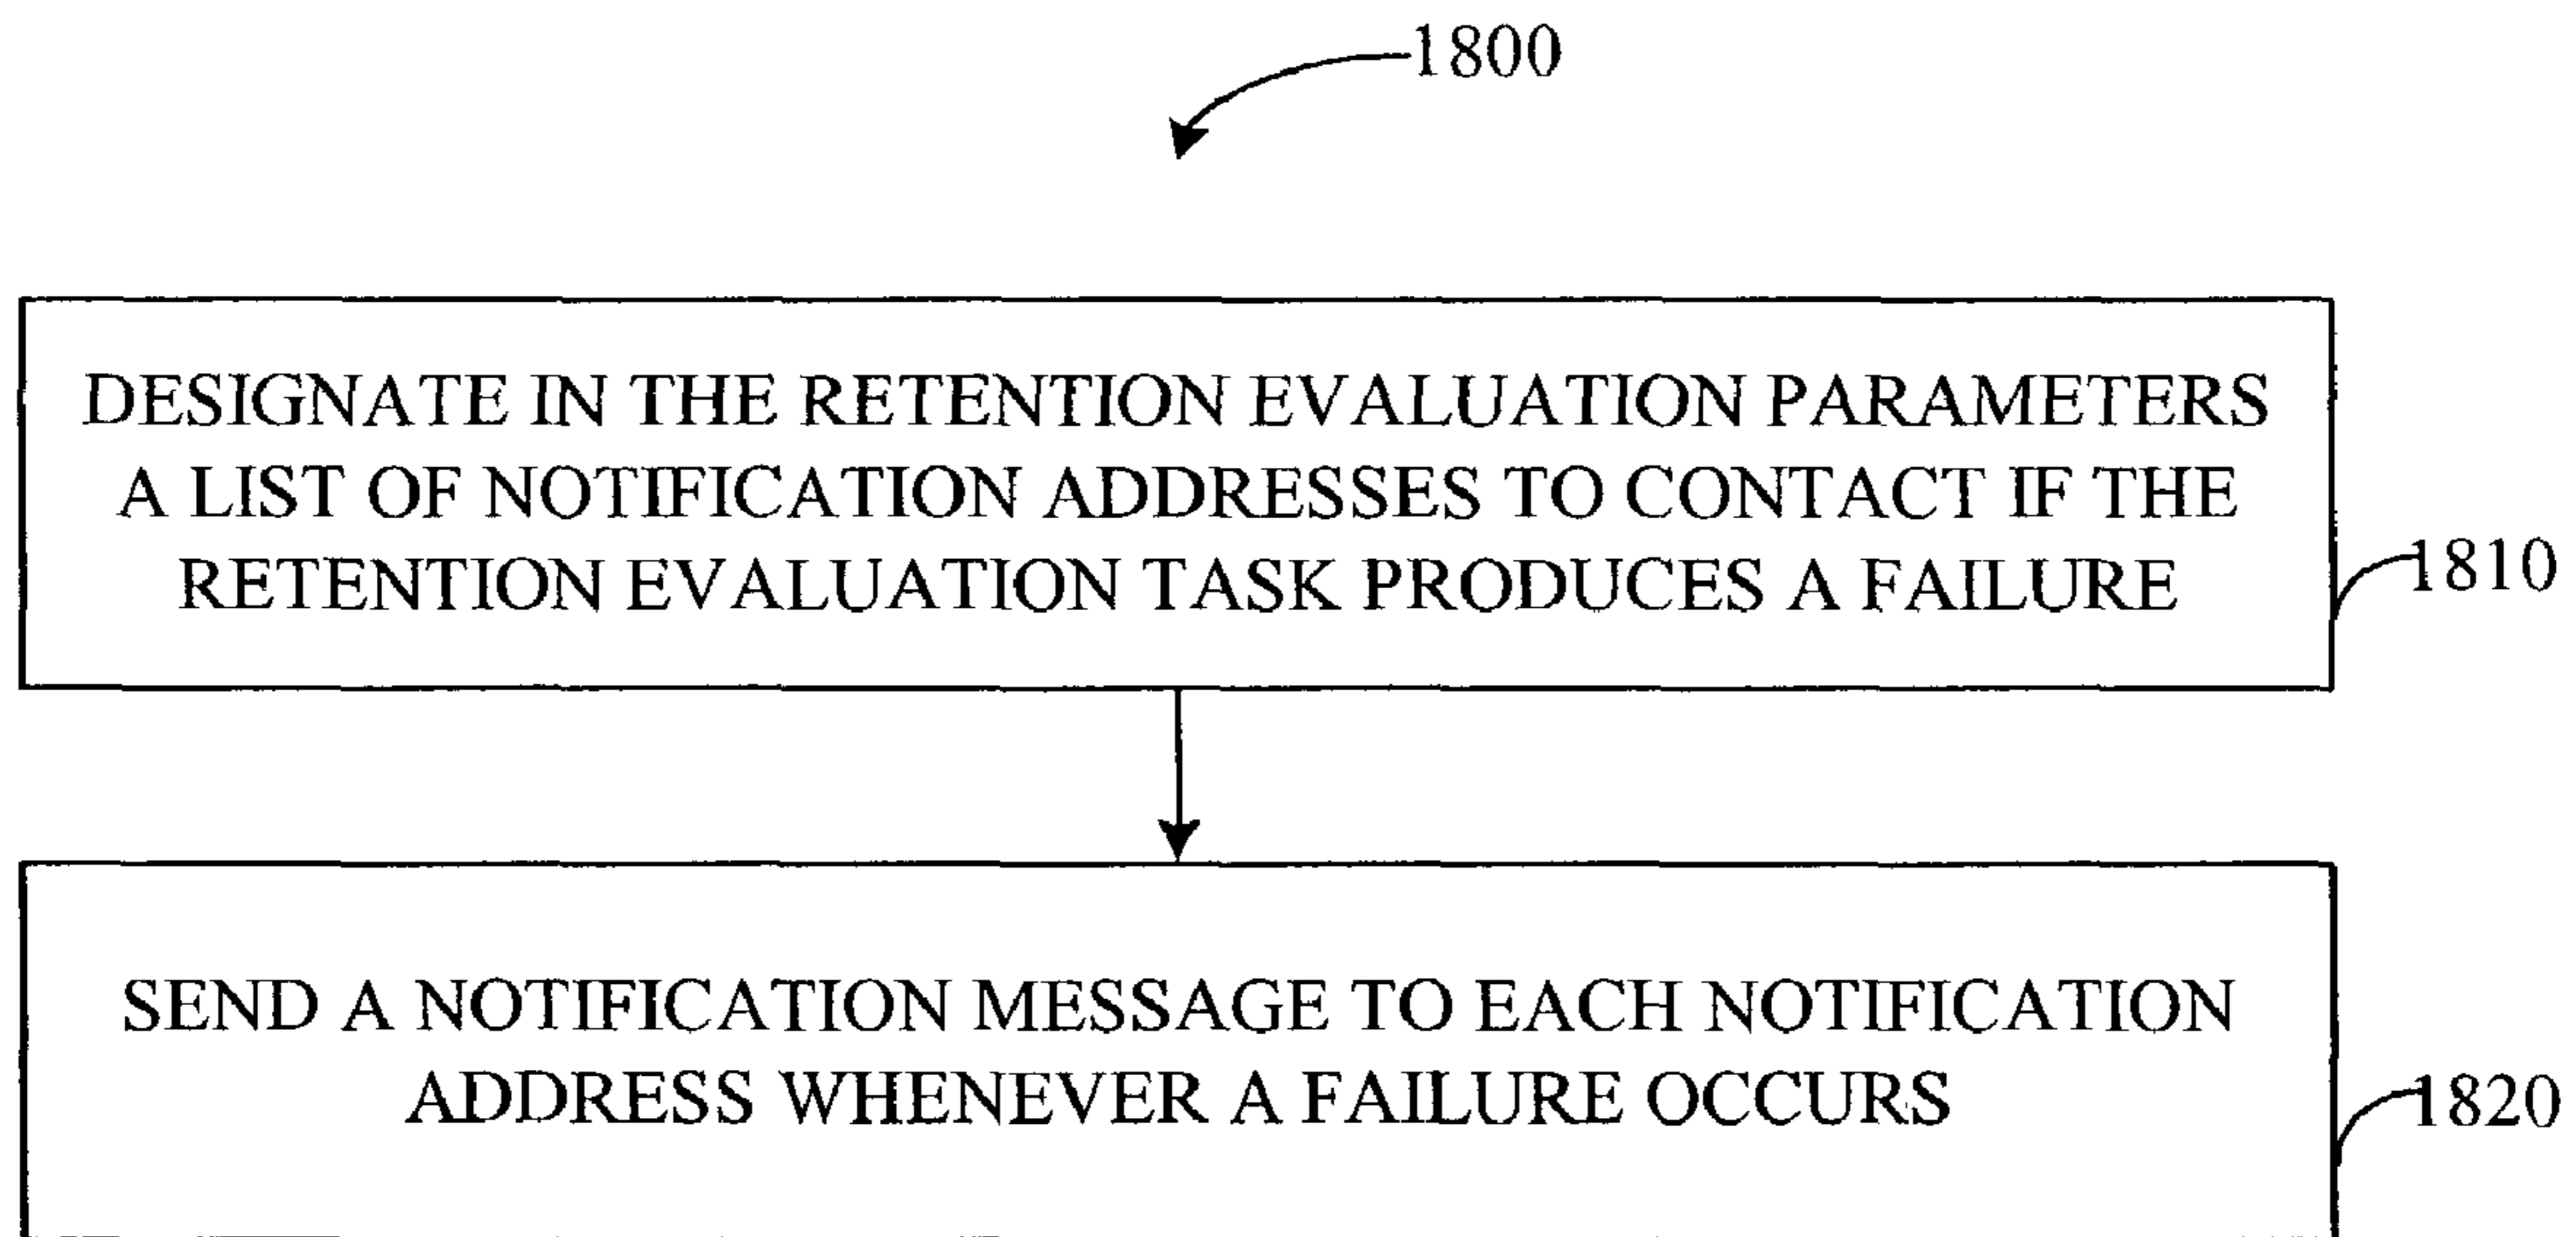 1800
DESIGNATE IN THE RETENTION EVALUATION PARAMETERS
A LIST OF NOTIFICATION ADDRESSES TO CONTACT IF THE
RETENTION EVALUATION TASK PRODUCES A FAILURE
1810
SEND A NOTIFICATION MESSAGE TO EACH NOTIFICATION
ADDRESS WHENEVER A FAILURE OCCURS
1820